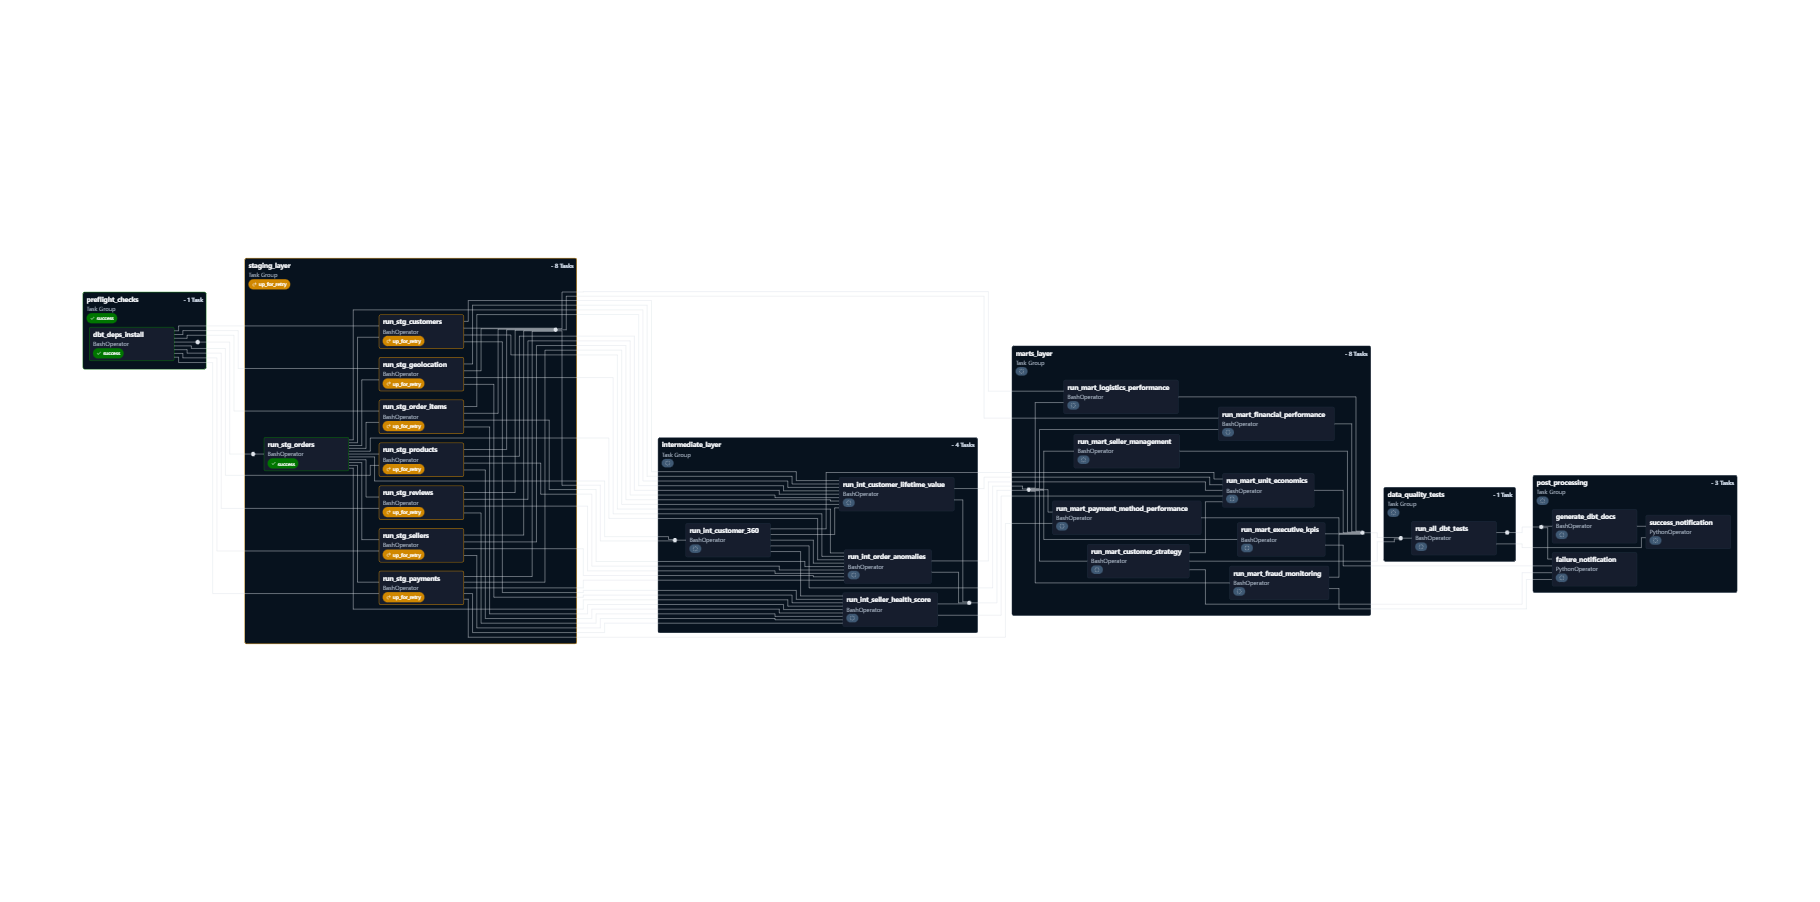 preflight_checks
- 1 Task
Task Group
success
dbt_deps_install
BashOperator
success
staging_layer
- 8 Tasks
Task Group
up_for_retry
run_stg_orders
BashOperator
success
run_stg_customers
BashOperator
up_for_retry
run_stg_geolocation
BashOperator
up_for_retry
run_stg_order_items
BashOperator
up_for_retry
run_stg_products
BashOperator
up_for_retry
run_stg_reviews
BashOperator
up_for_retry
run_stg_sellers
BashOperator
up_for_retry
run_stg_payments
BashOperator
up_for_retry
intermediate_layer
- 4 Tasks
Task Group
run_int_customer_360
BashOperator
run_int_customer_lifetime_value
BashOperator
run_int_order_anomalies
BashOperator
run_int_seller_health_score
BashOperator
marts_layer
- 8 Tasks
Task Group
run_mart_logistics_performance
BashOperator
run_mart_financial_performance
BashOperator
run_mart_seller_management
BashOperator
run_mart_unit_economics
BashOperator
run_mart_payment_method_performance
BashOperator
run_mart_executive_kpis
BashOperator
run_mart_customer_strategy
BashOperator
run_mart_fraud_monitoring
BashOperator
data_quality_tests
- 1 Task
Task Group
run_all_dbt_tests
BashOperator
post_processing
- 3 Tasks
Task Group
generate_dbt_docs
BashOperator
success_notification
PythonOperator
failure_notification
PythonOperator